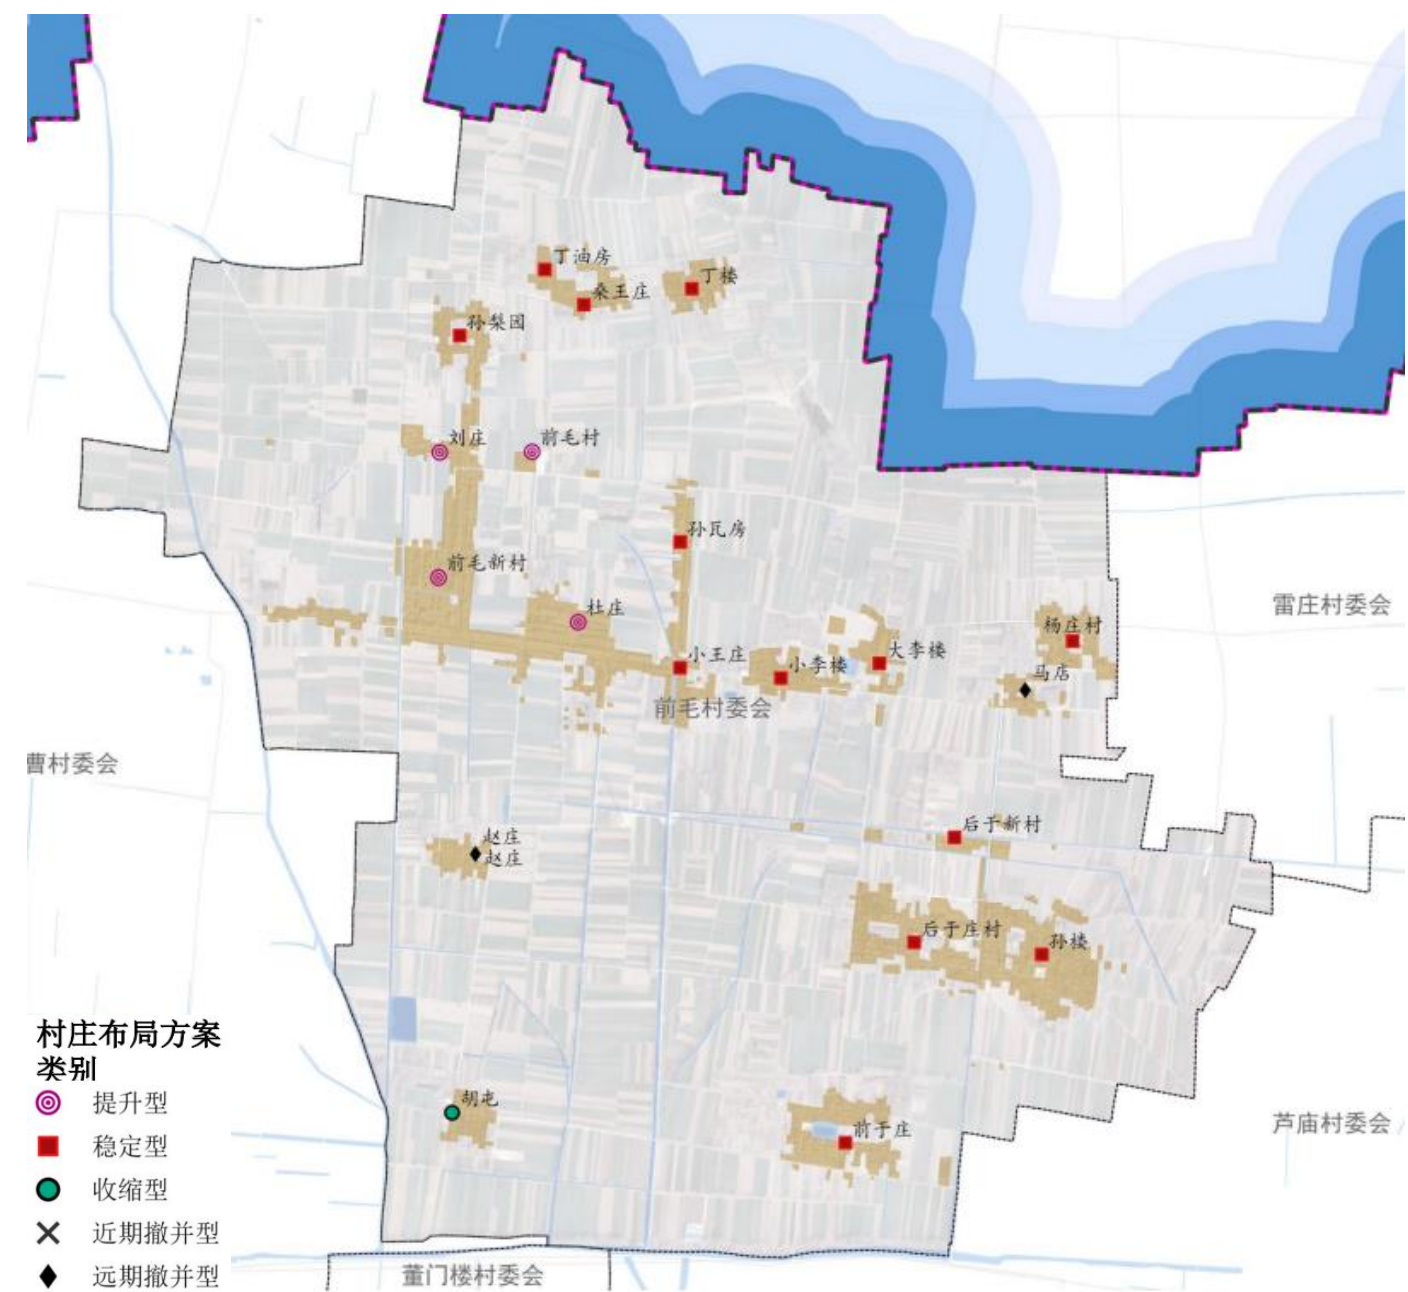 丁油房
丁楼
桑王庄
孙梨园
刘庄
前毛村
孙瓦房
前毛新村
杜庄
雷庄村委会
杨庄村
小王庄
小李楼
大李楼
马店
前毛村委会
曹村委会
后于新村
赵庄
赵庄
后于庄村
孙楼
村庄布局方案
类别
提升型
稳定型
收缩型
近期撤并型
远期撤并型
胡屯
前于庄
芦庙村委会
董门楼村委会